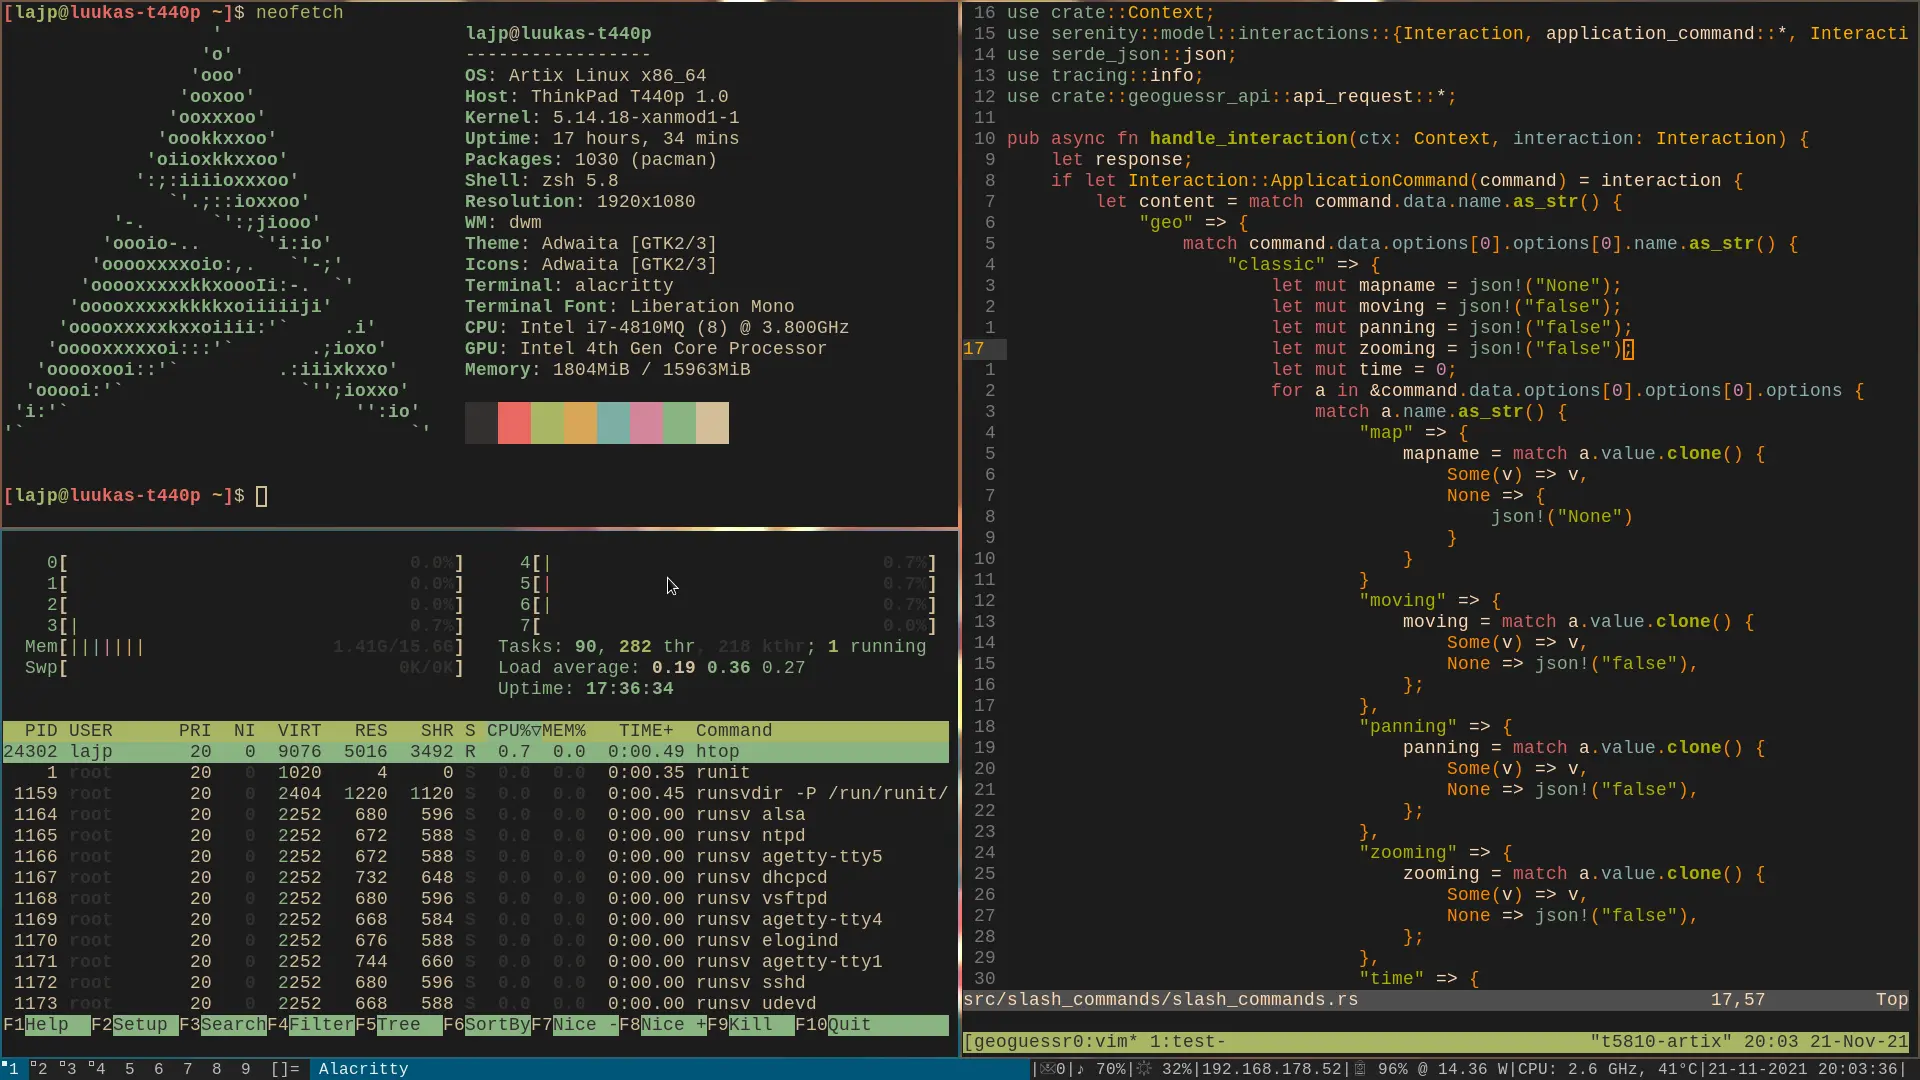 [lajp@luukas-t440p ~]$ neofetch
'
'o'
'ooo'
'ooxoo'
'ooxxxoo'
'oookkxxoo'
'oiioxkkxxoo'
':;:iiiioxxxoo'
`'.;::ioxxoo'
'-.      `':;jiooo'
'oooio-..     `'i:io'
'ooooxxxxoio:,.   `'-;'
'ooooxxxxxkkxoooIi:-.  `'
'ooooxxxxxkkkkxoiiiiiji'
'ooooxxxxxkxxoiiii:'`     .i'
'ooooxxxxxoi:::'`       .;ioxo'
'ooooxooi::'`         .:iiixkxxo'
'ooooi:'`                `'';ioxxo'
'i:'`                          '':io'
'`                                   `'
lajp@luukas-t440p
-----------------
OS: Artix Linux x86_64
Host: ThinkPad T440p 1.0
Kernel: 5.14.18-xanmod1-1
Uptime: 17 hours, 34 mins
Packages: 1030 (pacman)
Shell: zsh 5.8
Resolution: 1920x1080
WM: dwm
Theme: Adwaita [GTK2/3]
Icons: Adwaita [GTK2/3]
Terminal: alacritty
Terminal Font: Liberation Mono
CPU: Intel i7-4810MQ (8) @ 3.800GHz
GPU: Intel 4th Gen Core Processor
Memory: 1804MiB / 15963MiB
[lajp@luukas-t440p ~]$
0[ 0.0%] 4[| 0.7%]
1[ 0.0%] 5[| 0.7%]
2[ 0.0%] 6[| 0.7%]
3[| 0.7%] 7[ 0.0%]
Mem[||||||| 1.41G/15.6G] Tasks: 90, 282 thr, 218 kthr; 1 running
Swp[ 0K/0K] Load average: 0.19 0.36 0.27
Uptime: 17:36:34
PID USER PRI NI VIRT RES SHR S CPU%▽MEM% TIME+ Command
24302 lajp 20 0 9076 5016 3492 R 0.7 0.0 0:00.49 htop
1 root 20 0 1020 4 0 S 0.0 0.0 0:00.35 runit
1159 root 20 0 2404 1220 1120 S 0.0 0.0 0:00.45 runsvdir -P /run/runit/
1164 root 20 0 2252 680 596 S 0.0 0.0 0:00.00 runsv alsa
1165 root 20 0 2252 672 588 S 0.0 0.0 0:00.00 runsv ntpd
1166 root 20 0 2252 672 588 S 0.0 0.0 0:00.00 runsv agetty-tty5
1167 root 20 0 2252 732 648 S 0.0 0.0 0:00.00 runsv dhcpcd
1168 root 20 0 2252 680 596 S 0.0 0.0 0:00.00 runsv vsftpd
1169 root 20 0 2252 668 584 S 0.0 0.0 0:00.00 runsv agetty-tty4
1170 root 20 0 2252 676 588 S 0.0 0.0 0:00.00 runsv elogind
1171 root 20 0 2252 744 660 S 0.0 0.0 0:00.00 runsv agetty-tty1
1172 root 20 0 2252 680 596 S 0.0 0.0 0:00.00 runsv sshd
1173 root 20 0 2252 668 588 S 0.0 0.0 0:00.00 runsv udevd
F1Help F2Setup F3SearchF4FilterF5Tree F6SortByF7Nice -F8Nice +F9Kill F10Quit
16 use crate::Context;
15 use serenity::model::interactions::{Interaction, application_command::*, Interacti
14 use serde_json::json;
13 use tracing::info;
12 use crate::geoguessr_api::api_request::*;
11
10 pub async fn handle_interaction(ctx: Context, interaction: Interaction) {
9     let response;
8     if let Interaction::ApplicationCommand(command) = interaction {
7         let content = match command.data.name.as_str() {
6             "geo" => {
5                 match command.data.options[0].options[0].name.as_str() {
4                     "classic" => {
3                         let mut mapname = json!("None");
2                         let mut moving = json!("false");
1                         let mut panning = json!("false");
17                         let mut zooming = json!("false");
1                         let mut time = 0;
2                         for a in &command.data.options[0].options[0].options {
3                             match a.name.as_str() {
4                                 "map" => {
5                                     mapname = match a.value.clone() {
6                                         Some(v) => v,
7                                         None => {
8                                             json!("None")
9                                         }
10                                     }
11                                 }
12                                 "moving" => {
13                                     moving = match a.value.clone() {
14                                         Some(v) => v,
15                                         None => json!("false"),
16                                     };
17                                 },
18                                 "panning" => {
19                                     panning = match a.value.clone() {
20                                         Some(v) => v,
21                                         None => json!("false"),
22                                     };
23                                 },
24                                 "zooming" => {
25                                     zooming = match a.value.clone() {
26                                         Some(v) => v,
27                                         None => json!("false"),
28                                     };
29                                 },
30                                 "time" => {
src/slash_commands/slash_commands.rs 17,57 Top
[geoguessr0:vim* 1:test- "t5810-artix" 20:03 21-Nov-21
1 2 3 4 5 6 7 8 9 []= Alacritty |0|♪ 70%| 32%|192.168.178.52| 96% @ 14.36 W|CPU: 2.6 GHz, 41°C|21-11-2021 20:03:36|